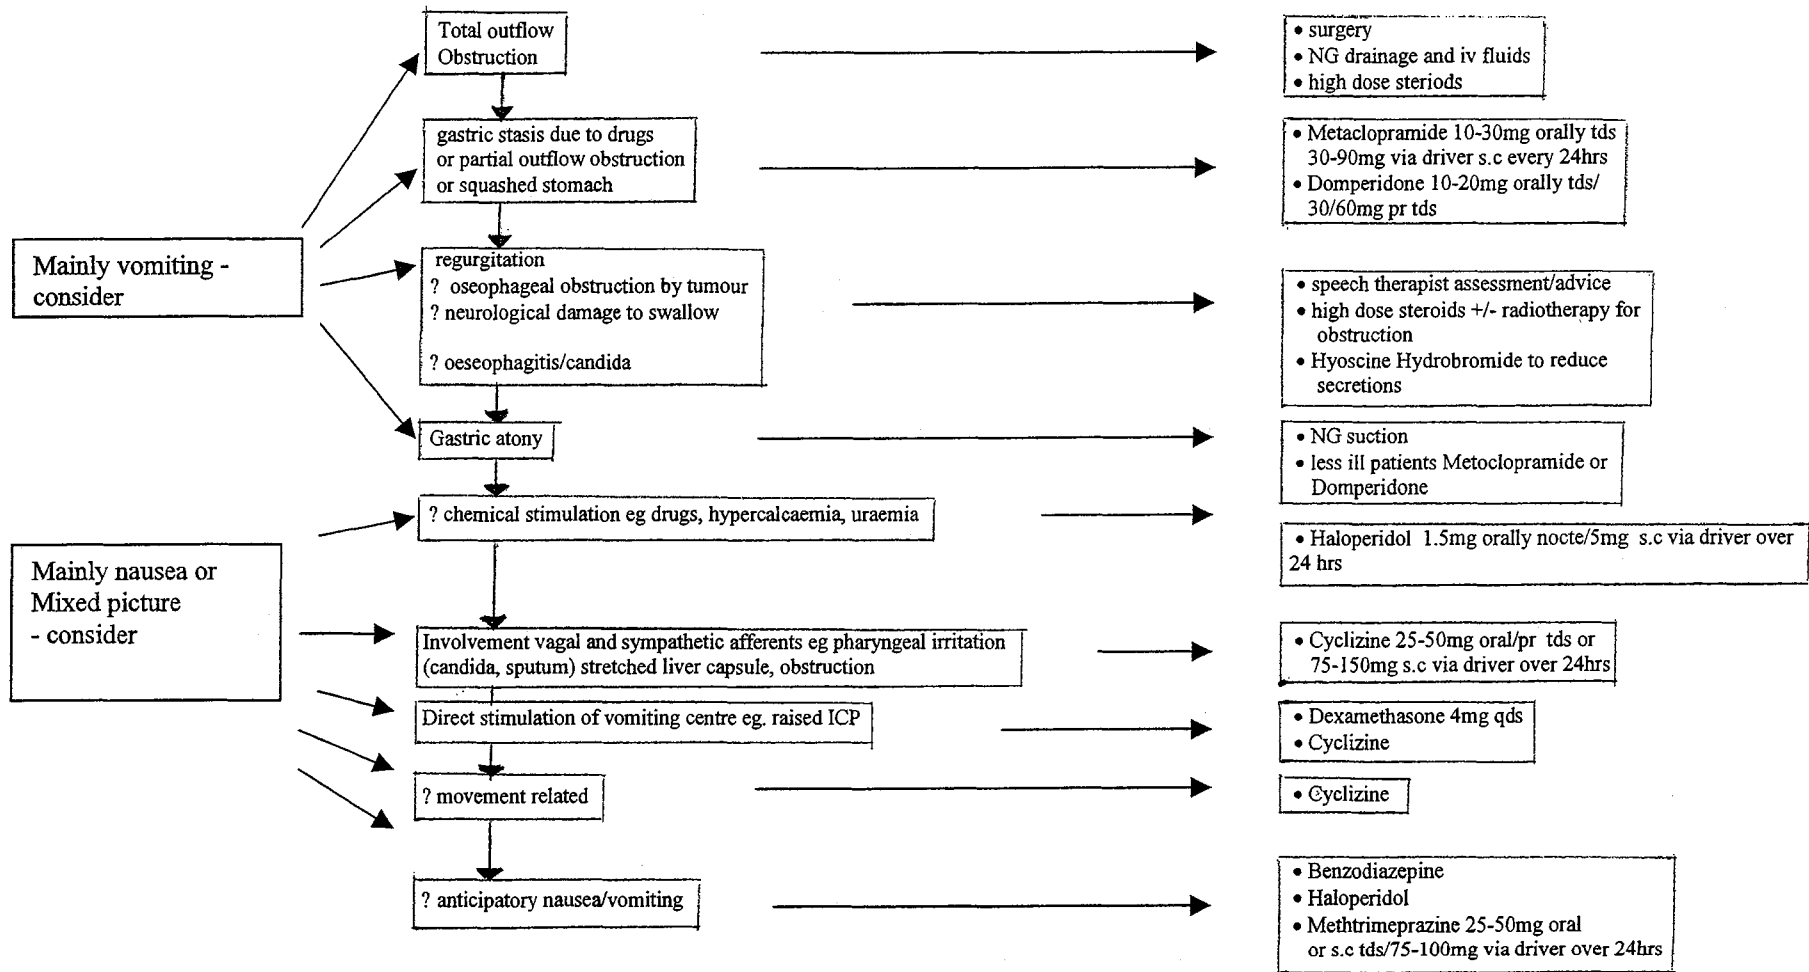 Total outflow
Obstruction
• surgery
• NG drainage and iv fluids
• high dose steriods
gastric stasis due to drugs
or partial outflow obstruction
or squashed stomach
• Metaclopramide 10-30mg orally tds
30-90mg via driver s.c every 24hrs
• Domperidone 10-20mg orally tds/
30/60mg pr tds
Mainly vomiting -
consider
regurgitation
? oseophageal obstruction by tumour
? neurological damage to swallow
? oeseophagitis/candida
• speech therapist assessment/advice
• high dose steroids +/- radiotherapy for
obstruction
• Hyoscine Hydrobromide to reduce
secretions
Gastric atony
• NG suction
• less ill patients Metoclopramide or
Domperidone
Mainly nausea or
Mixed picture
- consider
? chemical stimulation eg drugs, hypercalcaemia, uraemia
• Haloperidol 1.5mg orally nocte/5mg s.c via driver over
24 hrs
Involvement vagal and sympathetic afferents eg pharyngeal irritation
(candida, sputum) stretched liver capsule, obstruction
• Cyclizine 25-50mg oral/pr tds or
75-150mg s.c via driver over 24hrs
Direct stimulation of vomiting centre eg. raised ICP
• Dexamethasone 4mg qds
• Cyclizine
? movement related
• Cyclizine
? anticipatory nausea/vomiting
• Benzodiazepine
• Haloperidol
• Methtrimeprazine 25-50mg oral
or s.c tds/75-100mg via driver over 24hrs